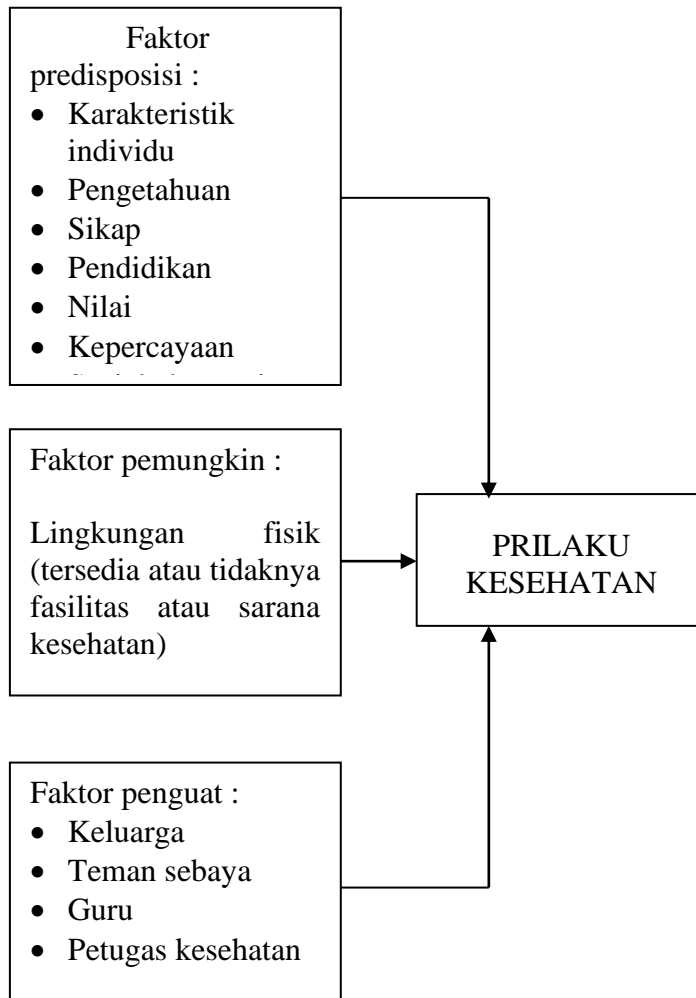 Faktor
predisposisi :
• Karakteristik
individu
• Pengetahuan
• Sikap
• Pendidikan
• Nilai
• Kepercayaan
Faktor pemungkin :
Lingkungan fisik
(tersedia atau tidaknya
fasilitas atau sarana
kesehatan)
PRILAKU
KESEHATAN
Faktor penguat :
• Keluarga
• Teman sebaya
• Guru
• Petugas kesehatan